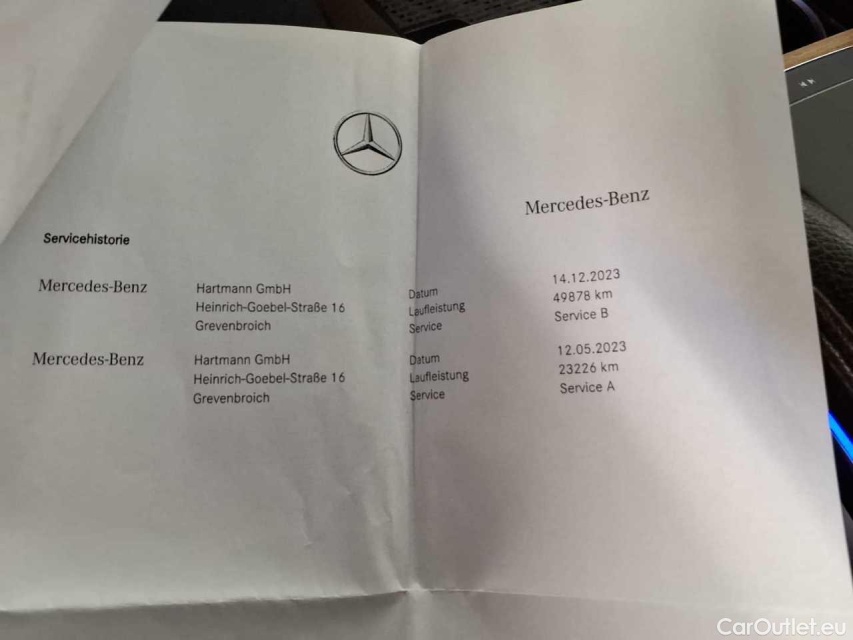 Mercedes-Benz
Servicehistorie
Mercedes-Benz Hartmann GmbH Datum 14.12.2023
Heinrich-Goebel-Straße 16 Laufleistung 49878 km
Grevenbroich Service Service B
Mercedes-Benz Hartmann GmbH Datum 12.05.2023
Heinrich-Goebel-Straße 16 Laufleistung 23226 km
Grevenbroich Service Service A
CarOutlet.eu